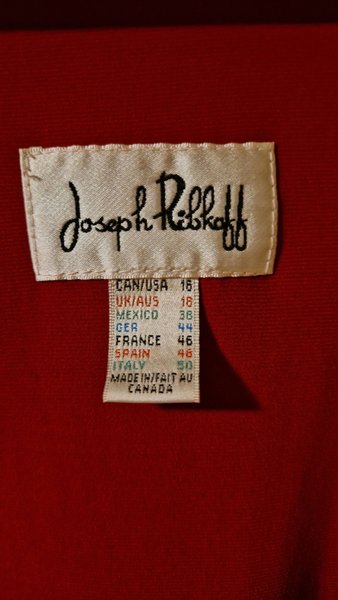 Joseph Ribkoff
CAN/USA 16
UK/AUS 18
MEXICO 38
GER 44
FRANCE 46
SPAIN 46
ITALY 50
MADE IN/FAIT AU
CANADA